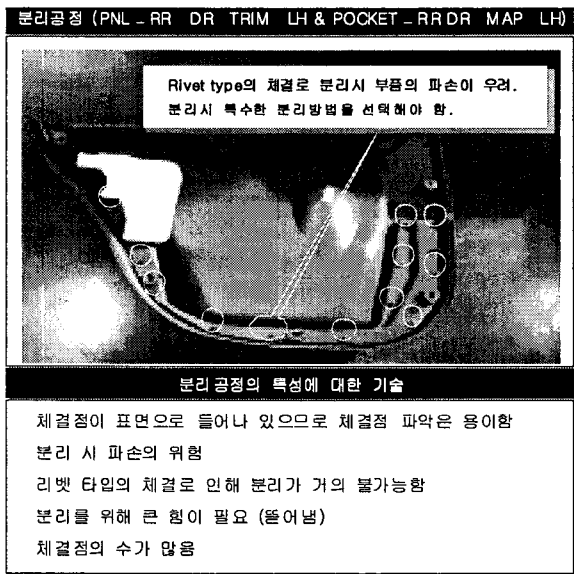 분리공정 (PNL _ RR DR TRIM LH & POCKET _ RR DR MAP LH)
Rivet type의 체결로 분리시 부품의 파손이 우려.
분리시 특수한 분리방법을 선택해야 함.
분리공정의 특성에 대한 기술
체결점이 표면으로 들어나 있으므로 체결점 파악은 용이함
분리 시 파손의 위험
리벳 타입의 체결로 인해 분리가 거의 불가능함
분리를 위해 큰 힘이 필요 (뜯어냄)
체결점의 수가 많음